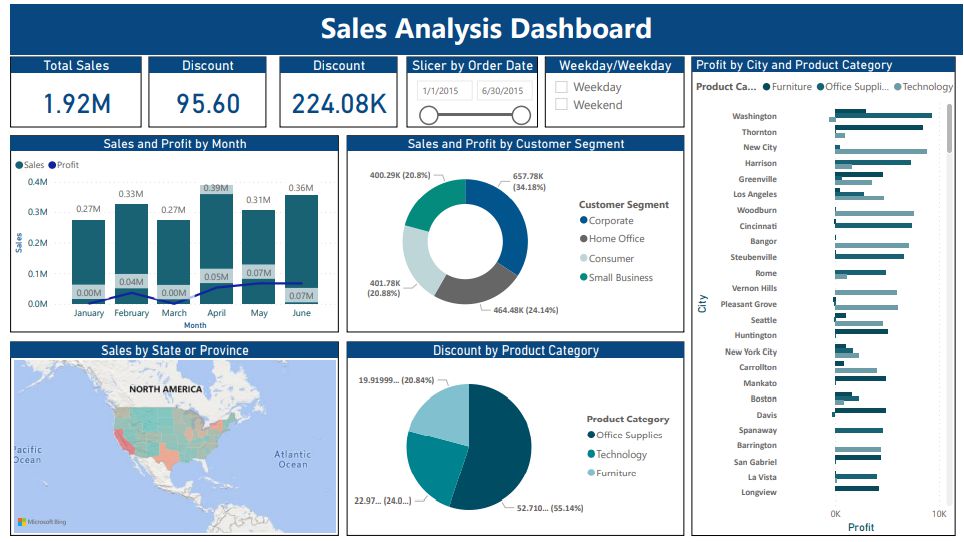 Sales Analysis Dashboard
Total Sales
1.92M
Discount
95.60
Discount
224.08K
Slicer by Order Date
1/1/2015
6/30/2015
Weekday/Weekday
Weekday
Weekend
Sales and Profit by Month
Sales
Profit
0.4M
0.3M
0.2M
0.1M
0.0M
Sales
0.27M
0.33M
0.27M
0.39M
0.31M
0.36M
0.00M
0.04M
0.00M
0.05M
0.07M
0.07M
January
February
March
April
May
June
Month
Sales and Profit by Customer Segment
400.29K (20.8%)
657.78K
(34.18%)
401.78K
(20.88%)
464.48K (24.14%)
Customer Segment
Corporate
Home Office
Consumer
Small Business
Sales by State or Province
NORTH AMERICA
Pacific
Ocean
Atlantic
Ocean
Microsoft Bing
Discount by Product Category
19.91999... (20.84%)
22.97... (24.0...)
52.710... (55.14%)
Product Category
Office Supplies
Technology
Furniture
Profit by City and Product Category
Product Ca...
Furniture
Office Suppli...
Technology
City
Washington
Thornton
New City
Harrison
Greenville
Los Angeles
Woodburn
Cincinnati
Bangor
Steubenville
Rome
Vernon Hills
Pleasant Grove
Seattle
Huntington
New York City
Carrollton
Mankato
Boston
Davis
Spanaway
Barrington
San Gabriel
La Vista
Longview
0K
10K
Profit